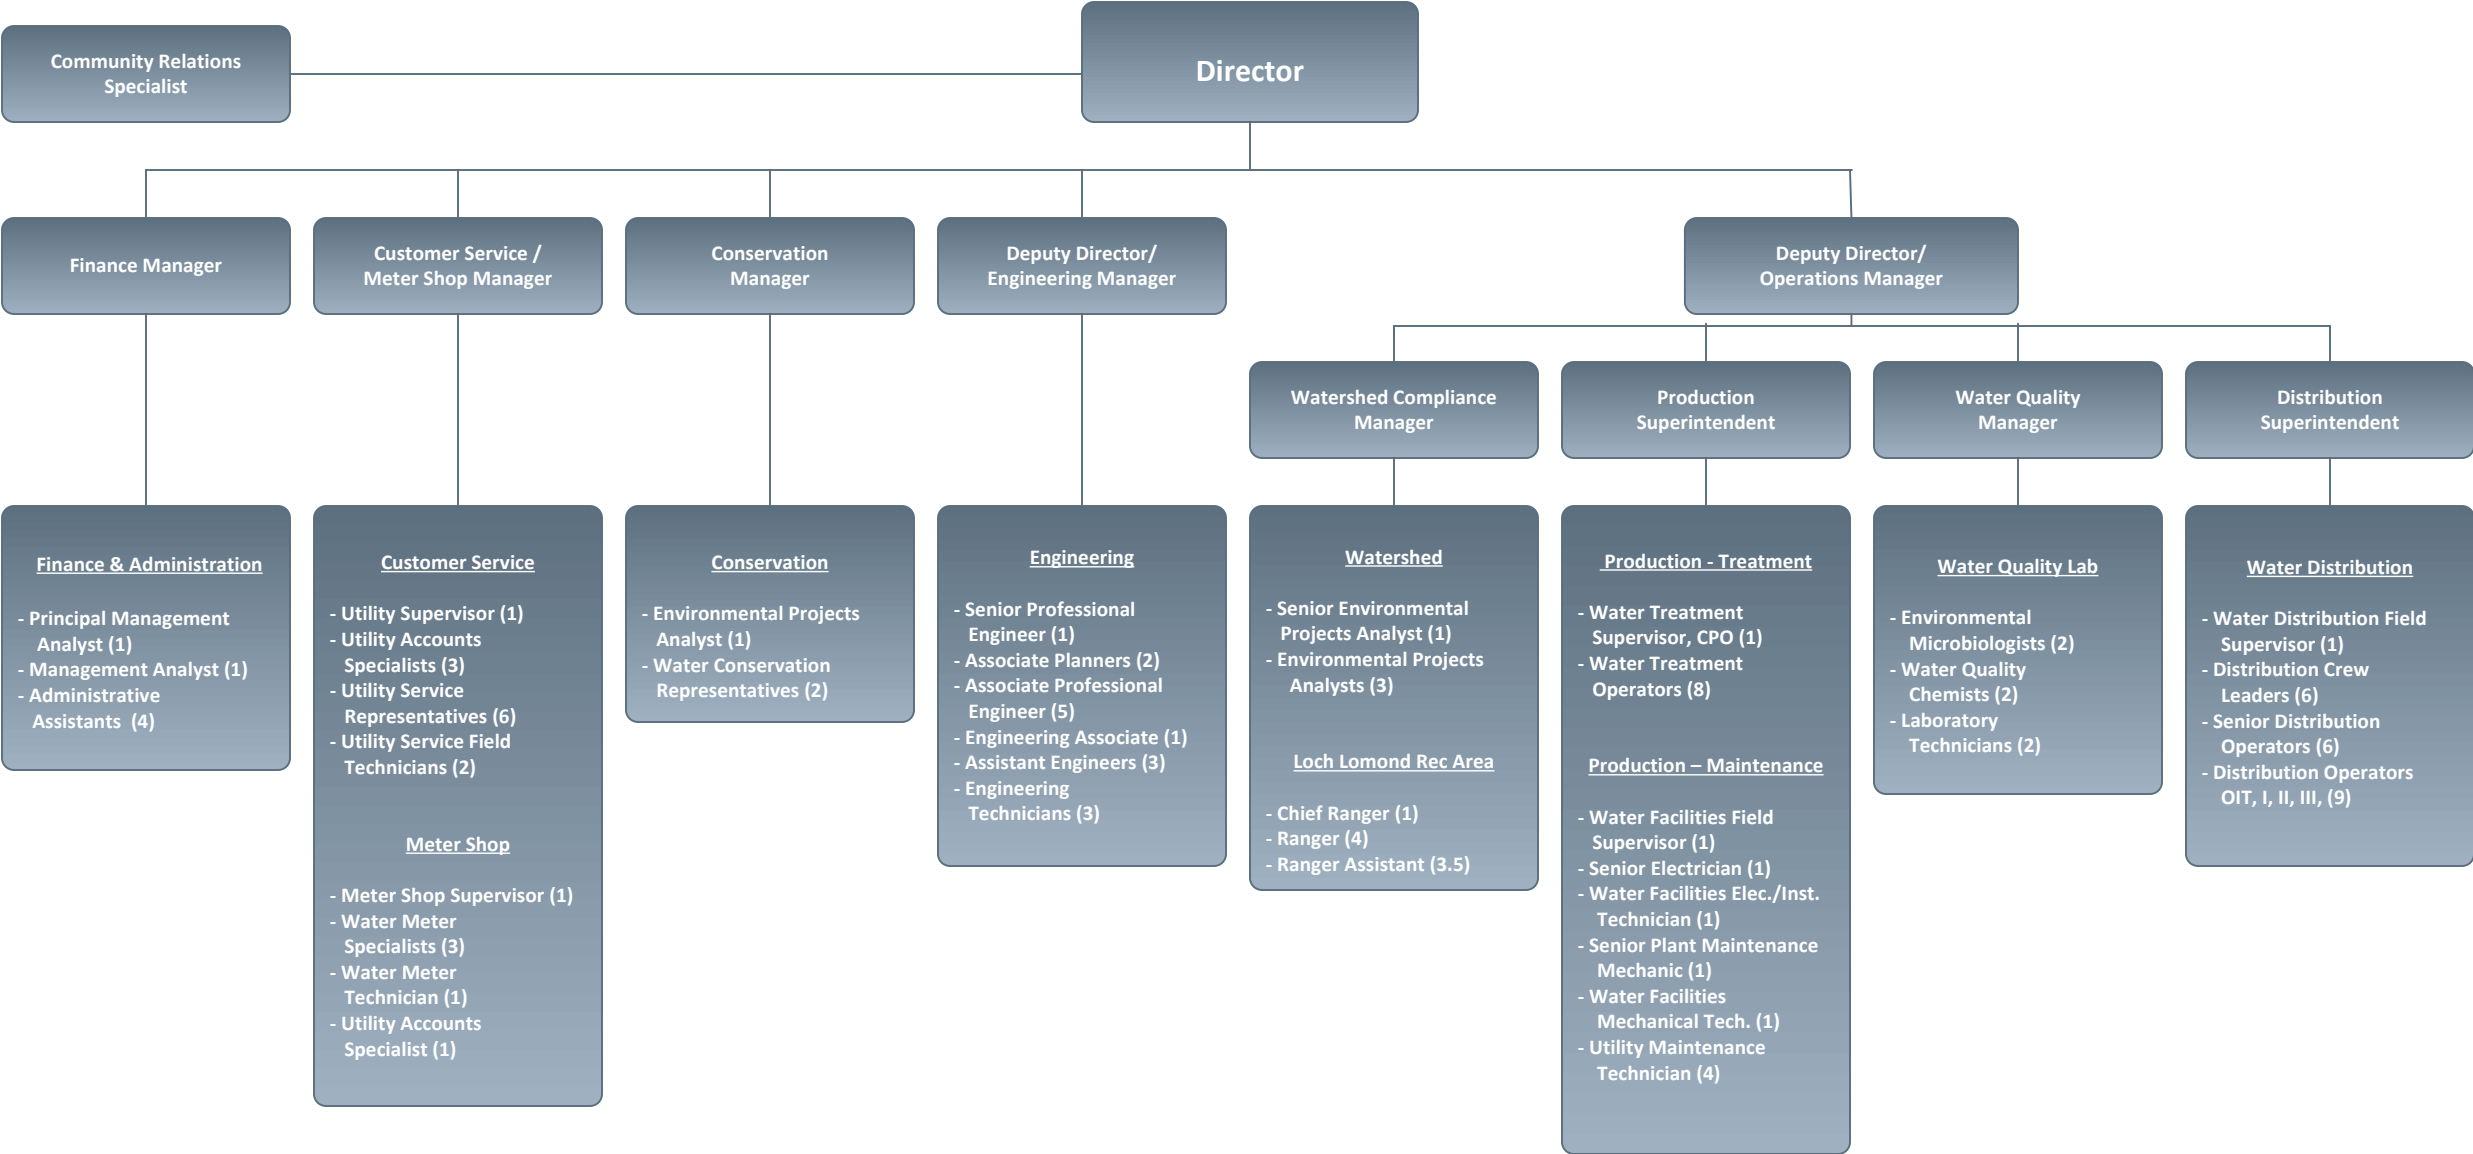 Community Relations
Specialist
Director
Finance Manager
Customer Service /
Meter Shop Manager
Conservation
Manager
Deputy Director/
Engineering Manager
Deputy Director/
Operations Manager
Watershed Compliance
Manager
Production
Superintendent
Water Quality
Manager
Distribution
Superintendent
Finance & Administration
- Principal Management
Analyst (1)
- Management Analyst (1)
- Administrative
Assistants (4)
Customer Service
- Utility Supervisor (1)
- Utility Accounts
Specialists (3)
- Utility Service
Representatives (6)
- Utility Service Field
Technicians (2)
Meter Shop
- Meter Shop Supervisor (1)
- Water Meter
Specialists (3)
- Water Meter
Technician (1)
- Utility Accounts
Specialist (1)
Conservation
- Environmental Projects
Analyst (1)
- Water Conservation
Representatives (2)
Engineering
- Senior Professional
Engineer (1)
- Associate Planners (2)
- Associate Professional
Engineer (5)
- Engineering Associate (1)
- Assistant Engineers (3)
- Engineering
Technicians (3)
Watershed
- Senior Environmental
Projects Analyst (1)
- Environmental Projects
Analysts (3)
Loch Lomond Rec Area
- Chief Ranger (1)
- Ranger (4)
- Ranger Assistant (3.5)
Production - Treatment
- Water Treatment
Supervisor, CPO (1)
- Water Treatment
Operators (8)
Production – Maintenance
- Water Facilities Field
Supervisor (1)
- Senior Electrician (1)
- Water Facilities Elec./Inst.
Technician (1)
- Senior Plant Maintenance
Mechanic (1)
- Water Facilities
Mechanical Tech. (1)
- Utility Maintenance
Technician (4)
Water Quality Lab
- Environmental
Microbiologists (2)
- Water Quality
Chemists (2)
- Laboratory
Technicians (2)
Water Distribution
- Water Distribution Field
Supervisor (1)
- Distribution Crew
Leaders (6)
- Senior Distribution
Operators (6)
- Distribution Operators
OIT, I, II, III, (9)